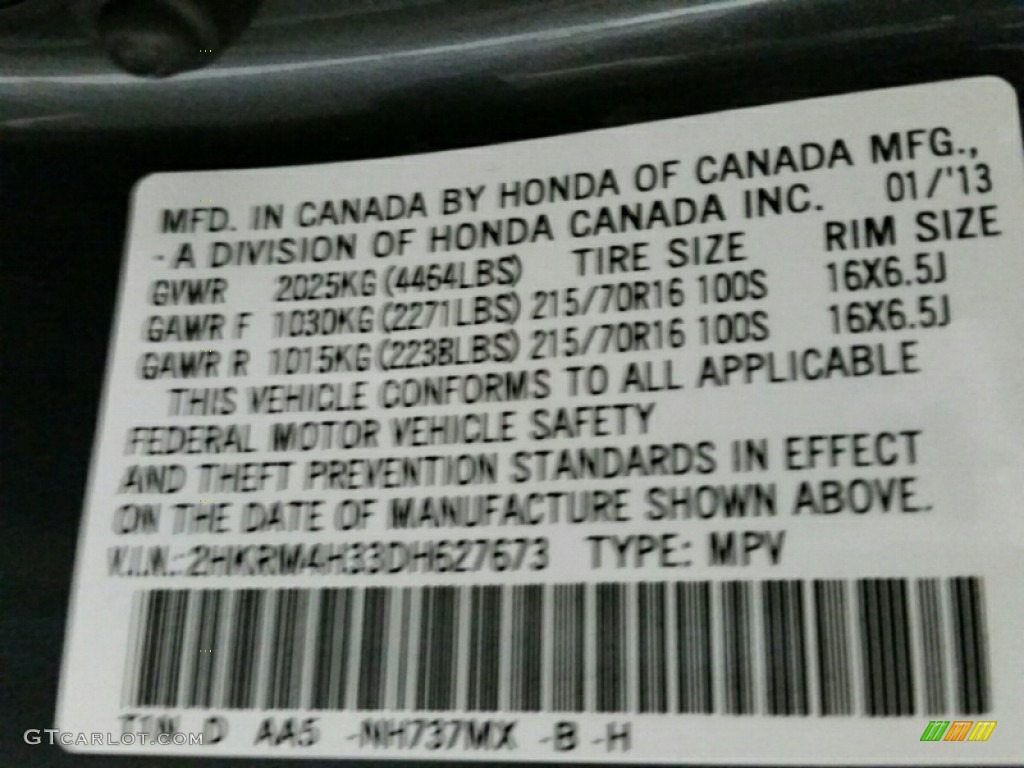 MFD. IN CANADA BY HONDA OF CANADA MFG.,
- A DIVISION OF HONDA CANADA INC. 01/'13
GVWR 2025KG (4464LBS) TIRE SIZE RIM SIZE
GAWR F 1030KG (2271LBS) 215/70R16 100S 16X6.5J
GAWR R 1015KG (2238LBS) 215/70R16 100S 16X6.5J
THIS VEHICLE CONFORMS TO ALL APPLICABLE
FEDERAL MOTOR VEHICLE SAFETY
AND THEFT PREVENTION STANDARDS IN EFFECT
ON THE DATE OF MANUFACTURE SHOWN ABOVE.
V.I.N.: 2HKRM4H33DH627673 TYPE: MPV
AA5 -NH737MX -B -H
GTCARLOT.COM